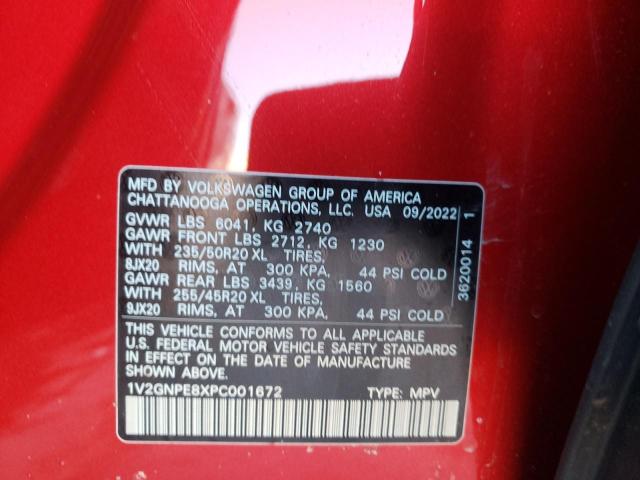 MFD BY VOLKSWAGEN GROUP OF AMERICA
CHATTANOOGA OPERATIONS, LLC. USA 09/2022
GVWR LBS 6041, KG 2740
GAWR FRONT LBS 2712, KG 1230
WITH 235/50R20 XL TIRES,
8JX20 RIMS, AT 300 KPA, 44 PSI COLD
GAWR REAR LBS 3439, KG 1560
WITH 255/45R20 XL TIRES,
9JX20 RIMS, AT 300 KPA, 44 PSI COLD
THIS VEHICLE CONFORMS TO ALL APPLICABLE
U.S. FEDERAL MOTOR VEHICLE SAFETY STANDARDS
IN EFFECT ON THE DATE OF MANUFACTURE
SHOWN ABOVE.
1V2GNPE8XPC001672 TYPE: MPV
3620014 1